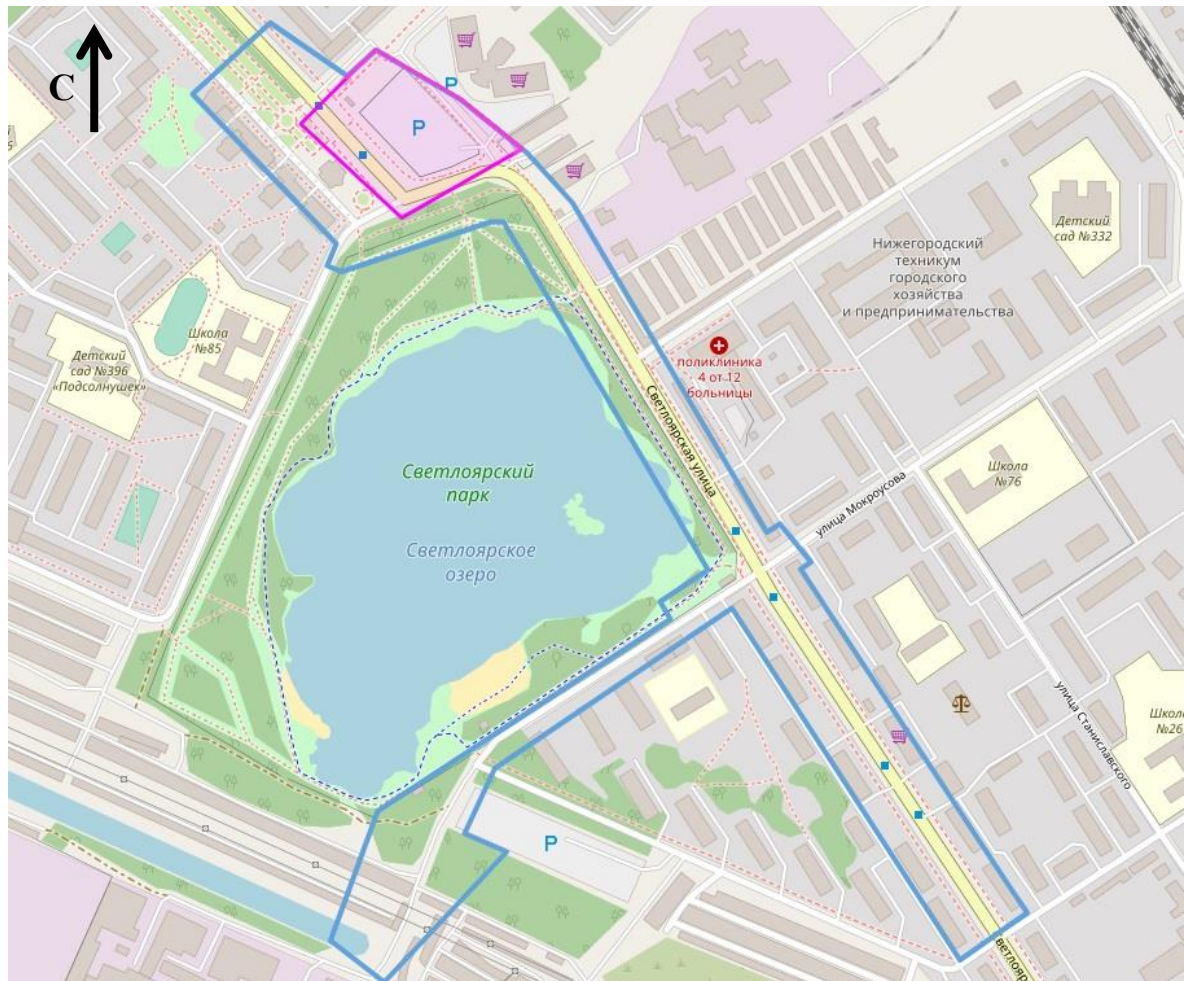 С
P
P
Детский
сад №332
Нижегородский
техникум
городского
хозяйства
и предпринимательства
Школа
№85
Детский
сад №396
«Подсолнушек»
поликлиника
4 от 12
больницы
Светлоярская улица
Школа
№76
улица Мокроусова
Светлоярский
парк
Светлоярское
озеро
улица Станиславского
Школа
№26
P